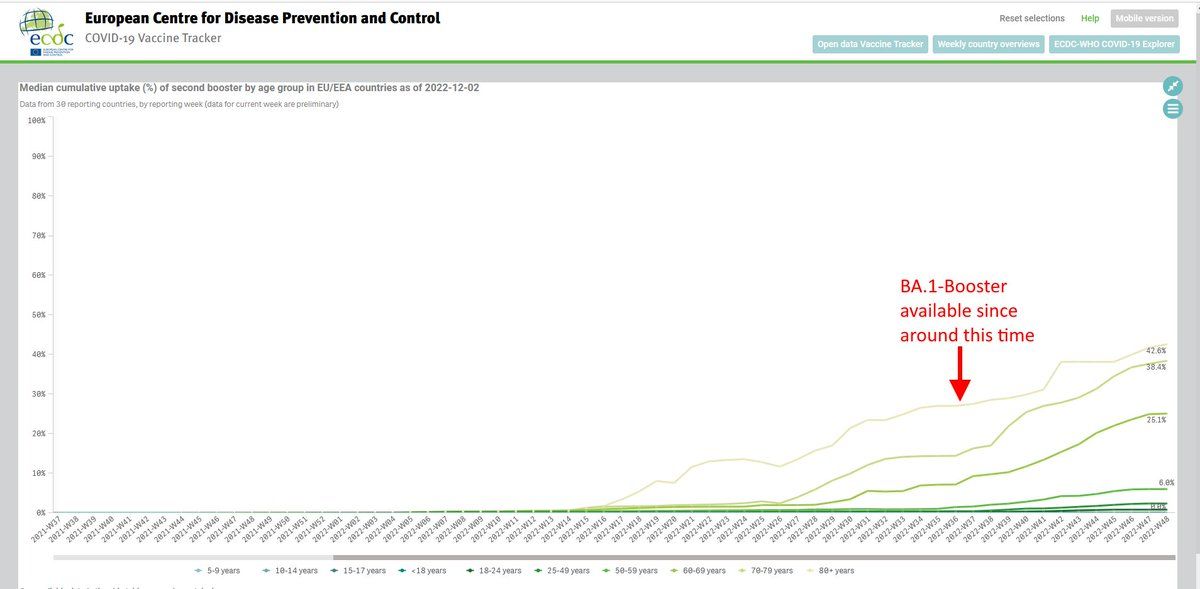 European Centre for Disease Prevention and Control
COVID-19 Vaccine Tracker
ecdc
Reset selections
Help
Mobile version
Open data Vaccine Tracker
Weekly country overviews
ECDC-WHO COVID-19 Explorer
Median cumulative uptake (%) of second booster by age group in EU/EEA countries as of 2022-12-02
Data from 30 reporting countries, by reporting week (data for current week are preliminary)
100%
90%
80%
70%
60%
50%
40%
30%
20%
10%
0%
BA.1-Booster
available since
around this time
42.6%
38.4%
25.1%
6.0%
2021-W37
2021-W38
2021-W39
2021-W40
2021-W41
2021-W42
2021-W43
2021-W44
2021-W45
2021-W46
2021-W47
2021-W48
2021-W49
2021-W50
2021-W51
2021-W52
2022-W01
2022-W02
2022-W03
2022-W04
2022-W05
2022-W06
2022-W07
2022-W08
2022-W09
2022-W10
2022-W11
2022-W12
2022-W13
2022-W14
2022-W15
2022-W16
2022-W17
2022-W18
2022-W19
2022-W20
2022-W21
2022-W22
2022-W23
2022-W24
2022-W25
2022-W26
2022-W27
2022-W28
2022-W29
2022-W30
2022-W31
2022-W32
2022-W33
2022-W34
2022-W35
2022-W36
2022-W37
2022-W38
2022-W39
2022-W40
2022-W41
2022-W42
2022-W43
2022-W44
2022-W45
2022-W46
2022-W47
2022-W48
5-9 years
10-14 years
15-17 years
<18 years
18-24 years
25-49 years
50-59 years
60-69 years
70-79 years
80+ years